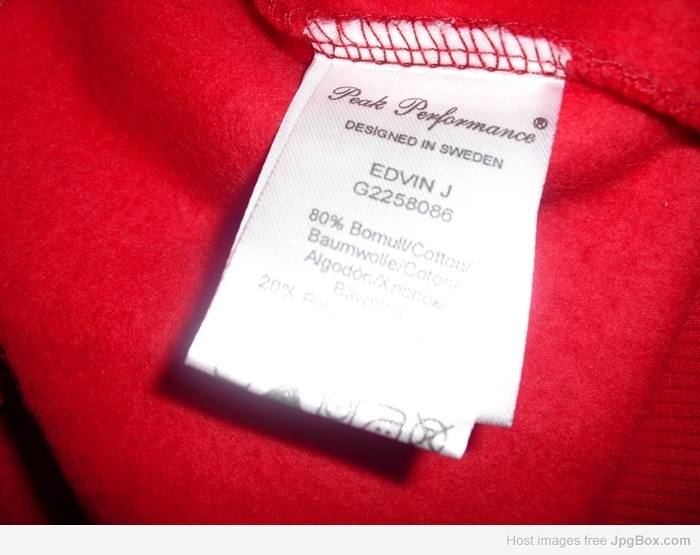 Peak Performance®
DESIGNED IN SWEDEN
EDVIN J
G2258086
80% Bomull/Cotton/
Baumwolle/Coton/
Algodón/Хлопок/
20%
Host images free JpgBox.com